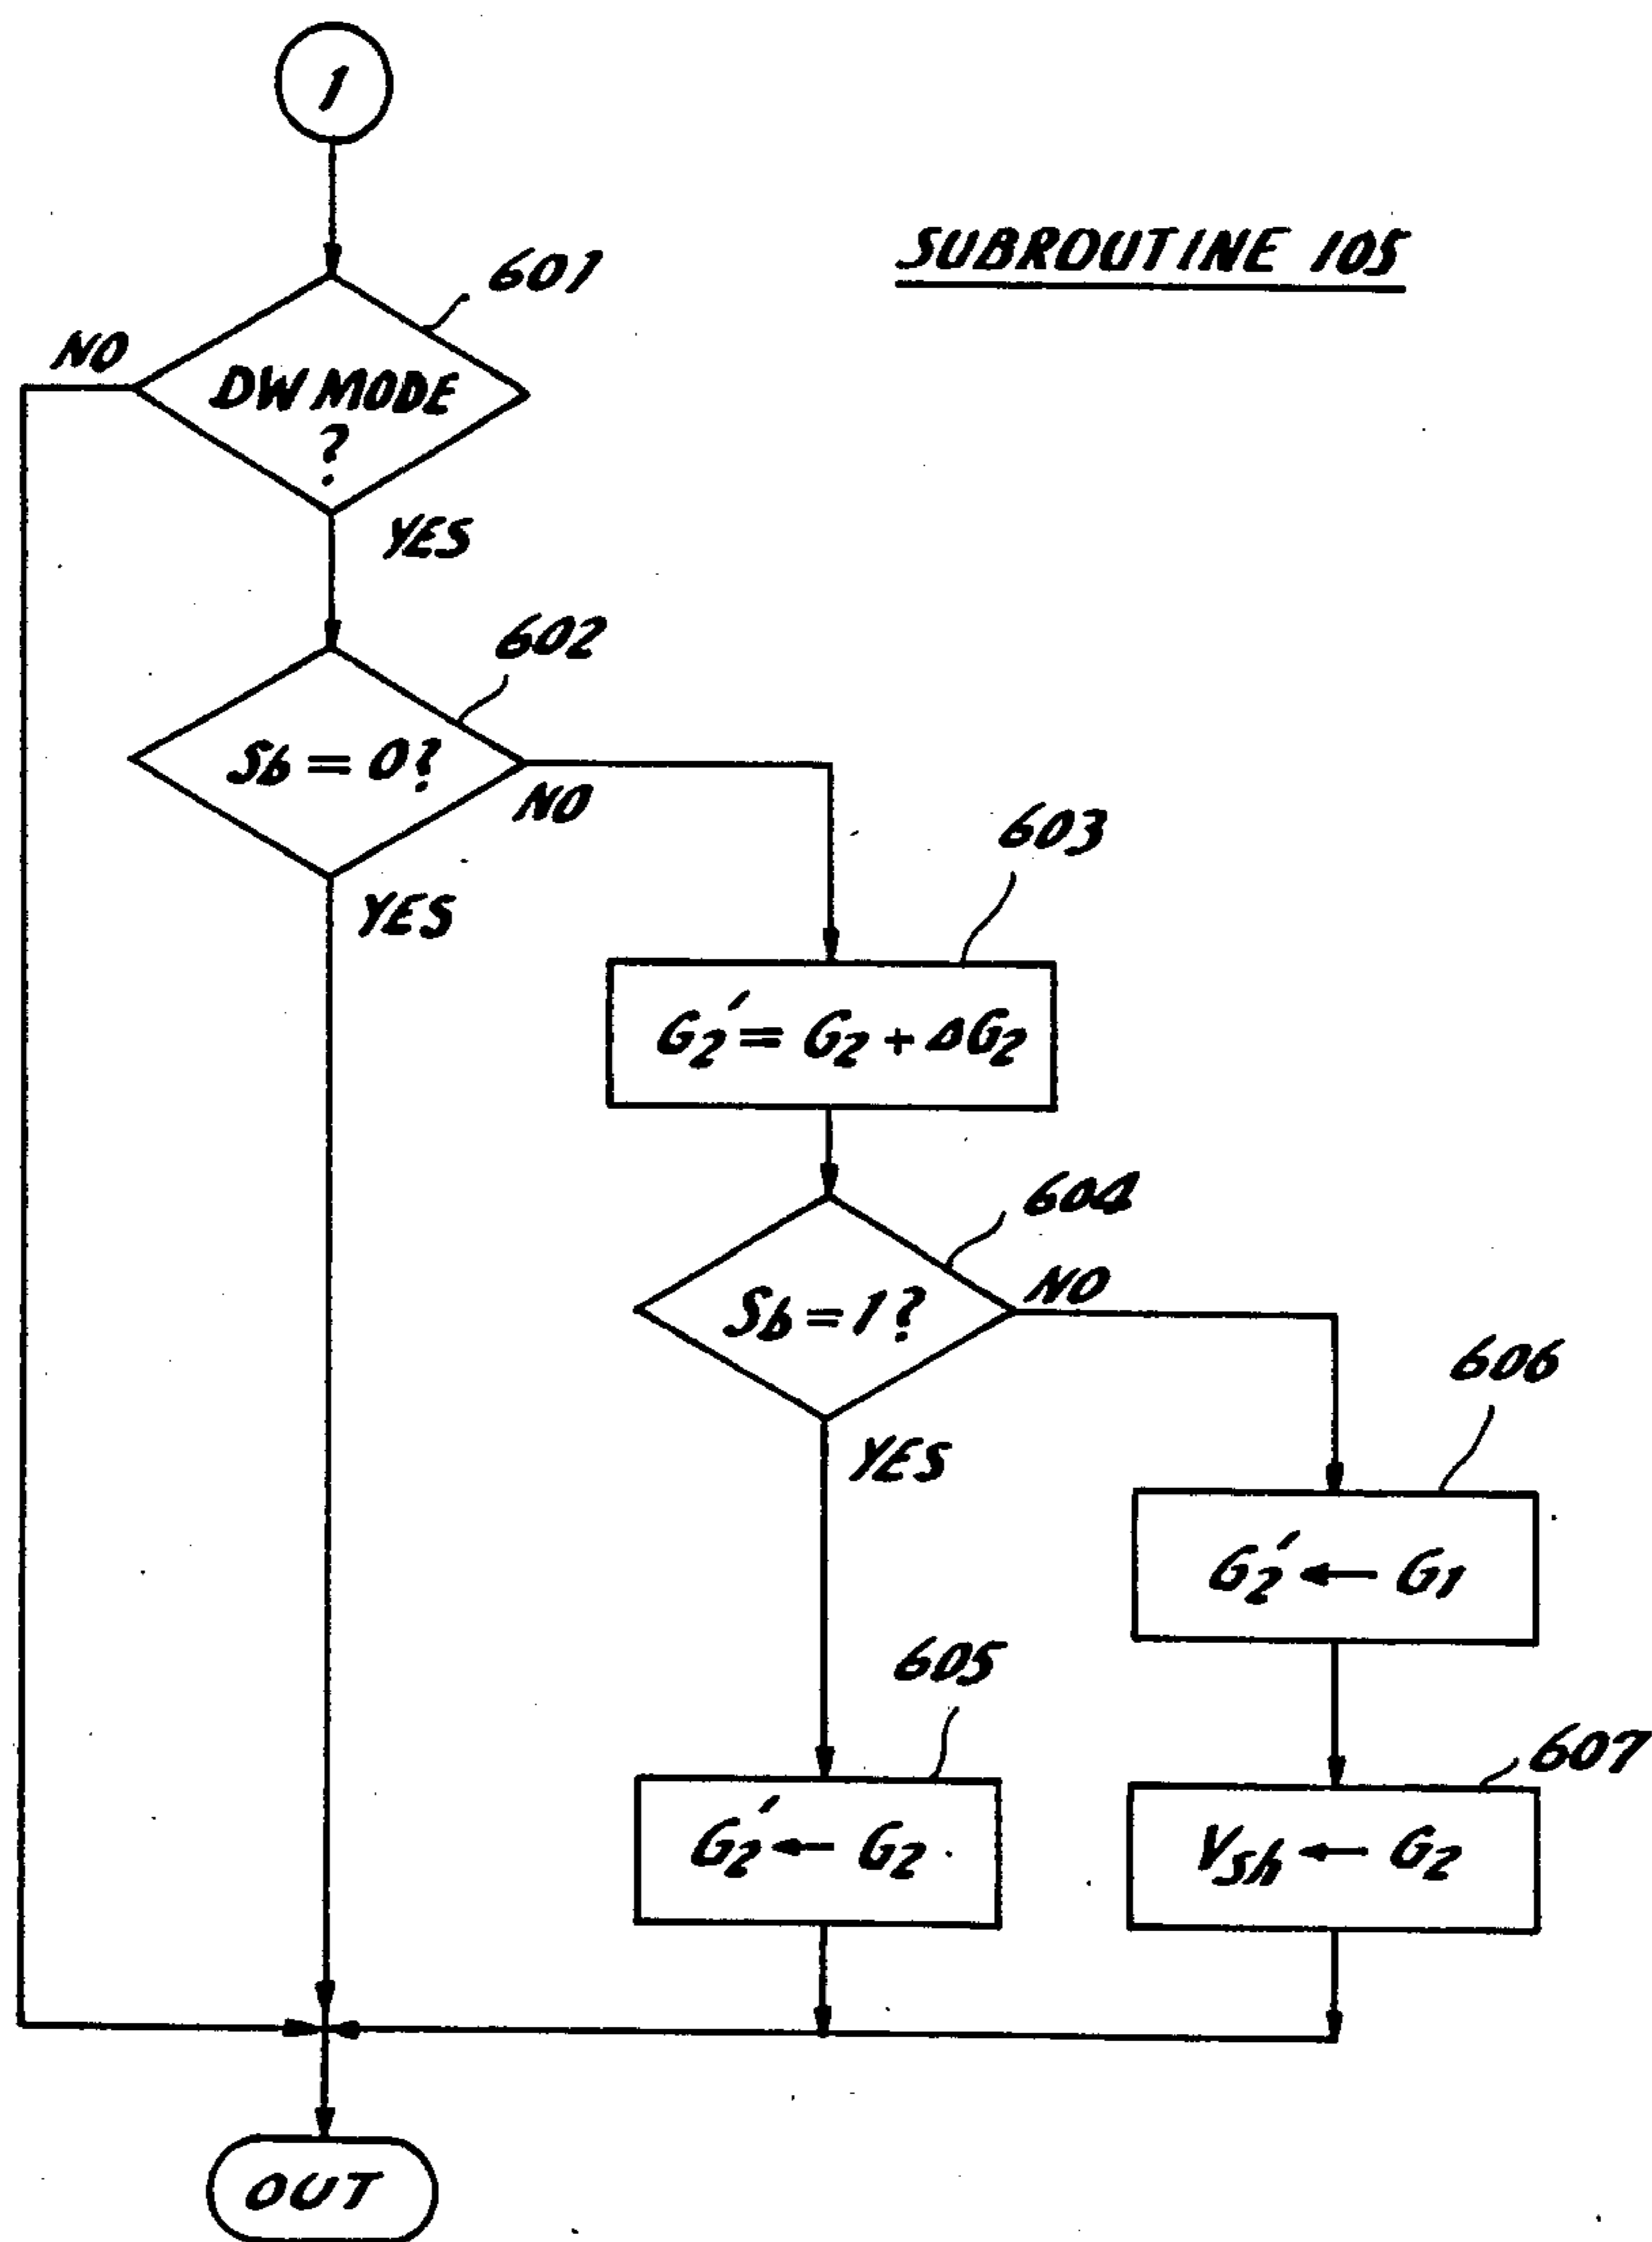 1
SUBROUTINE 105
601
NO
DW MODE
?
YES
602
Sb = 0?
NO
YES
603
G2' = G2 + ΔG2
604
Sb = 1?
NO
YES
606
G2' ← G1
605
607
G2' ← G2
Vsh ← G2
OUT